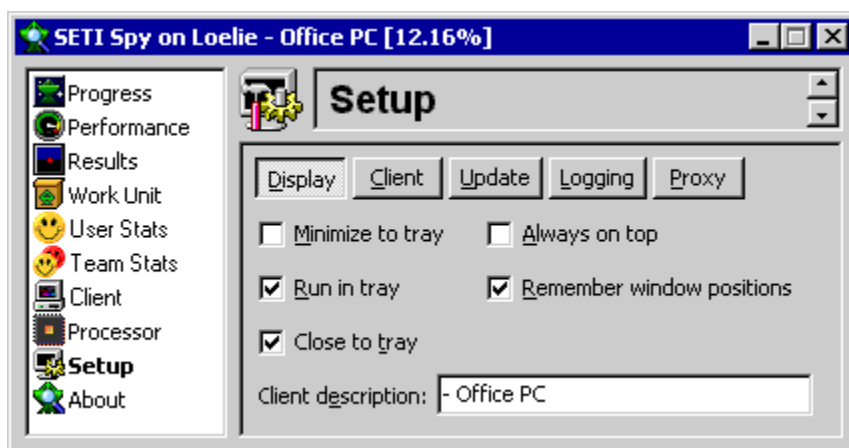 SETI Spy on Loelie - Office PC [12.16%]
Progress
Performance
Results
Work Unit
User Stats
Team Stats
Client
Processor
Setup
About
Setup
Display Client Update Logging Proxy
Minimize to tray Always on top
Run in tray Remember window positions
Close to tray
Client description: - Office PC